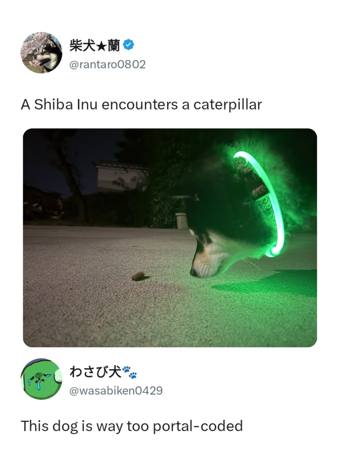 柴犬★蘭
@rantaro0802
A Shiba Inu encounters a caterpillar
わさび犬🐾
@wasabiken0429
This dog is way too portal-coded